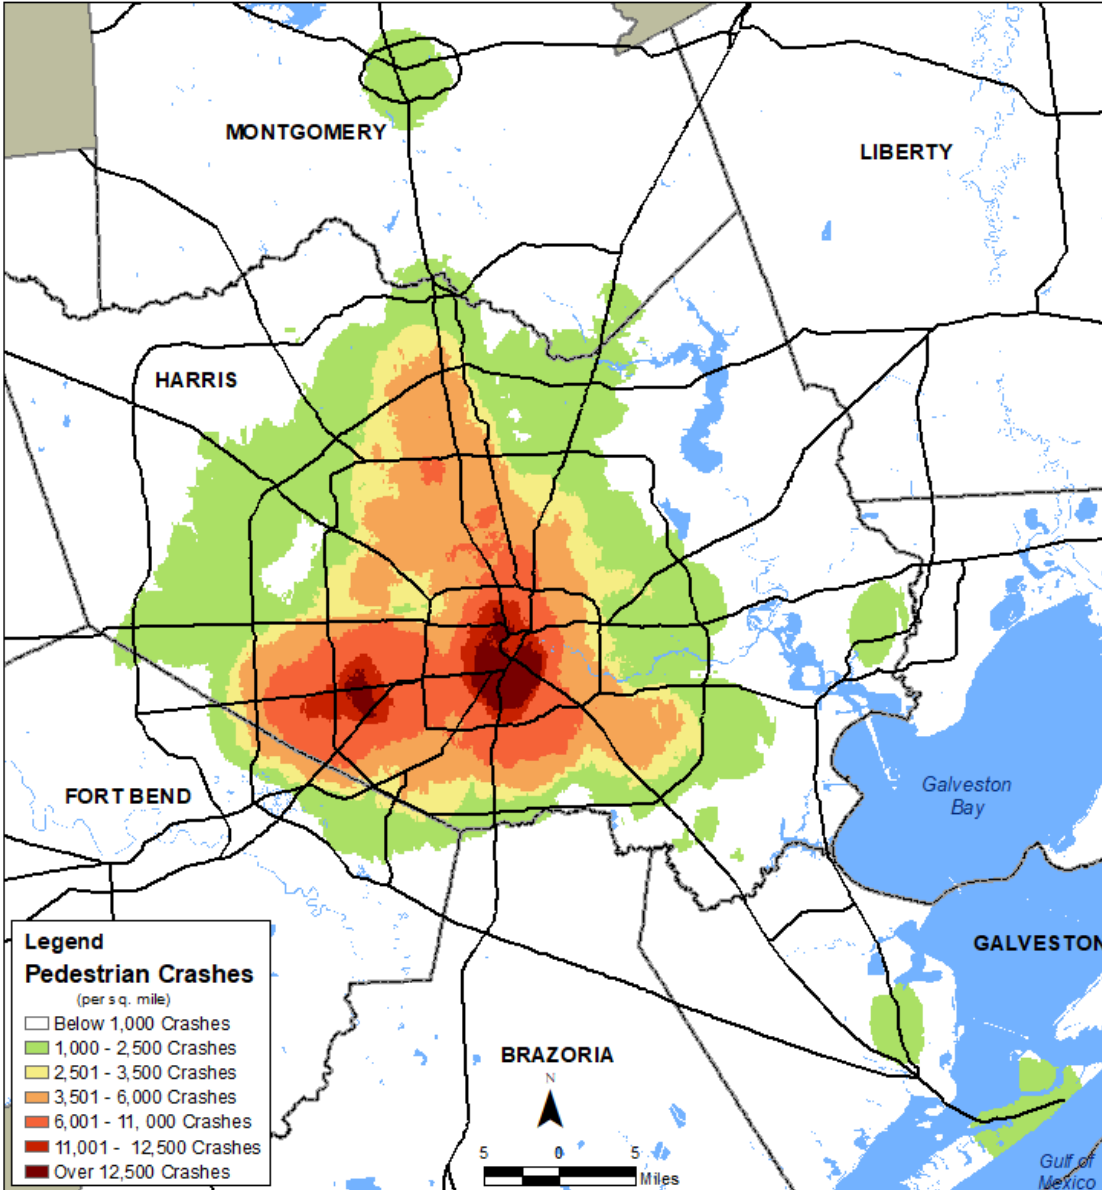 MONTGOMERY
LIBERTY
HARRIS
FORT BEND
Galveston
Bay
GALVESTON
BRAZORIA
Gulf of
Mexico
Legend
Pedestrian Crashes
(per sq. mile)
Below 1,000 Crashes
1,000 - 2,500 Crashes
2,501 - 3,500 Crashes
3,501 - 6,000 Crashes
6,001 - 11, 000 Crashes
11,001 - 12,500 Crashes
Over 12,500 Crashes
N
5 0 5
Miles